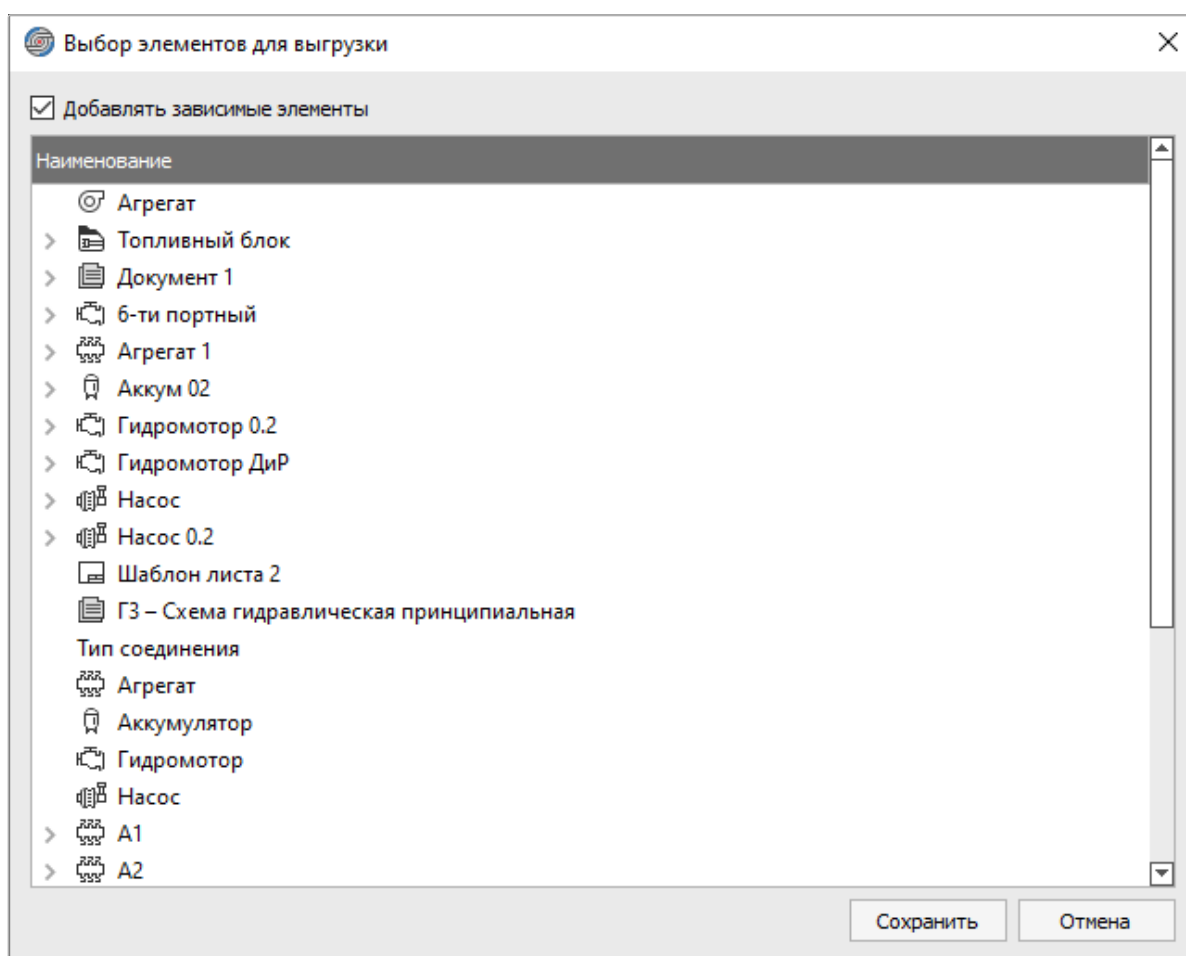 Выбор элементов для выгрузки
Добавлять зависимые элементы
Наименование
Агрегат
Топливный блок
Документ 1
6-ти портный
Агрегат 1
Аккум 02
Гидромотор 0.2
Гидромотор ДиР
Насос
Насос 0.2
Шаблон листа 2
Г3 – Схема гидравлическая принципиальная
Тип соединения
Агрегат
Аккумулятор
Гидромотор
Насос
А1
А2
Сохранить Отмена